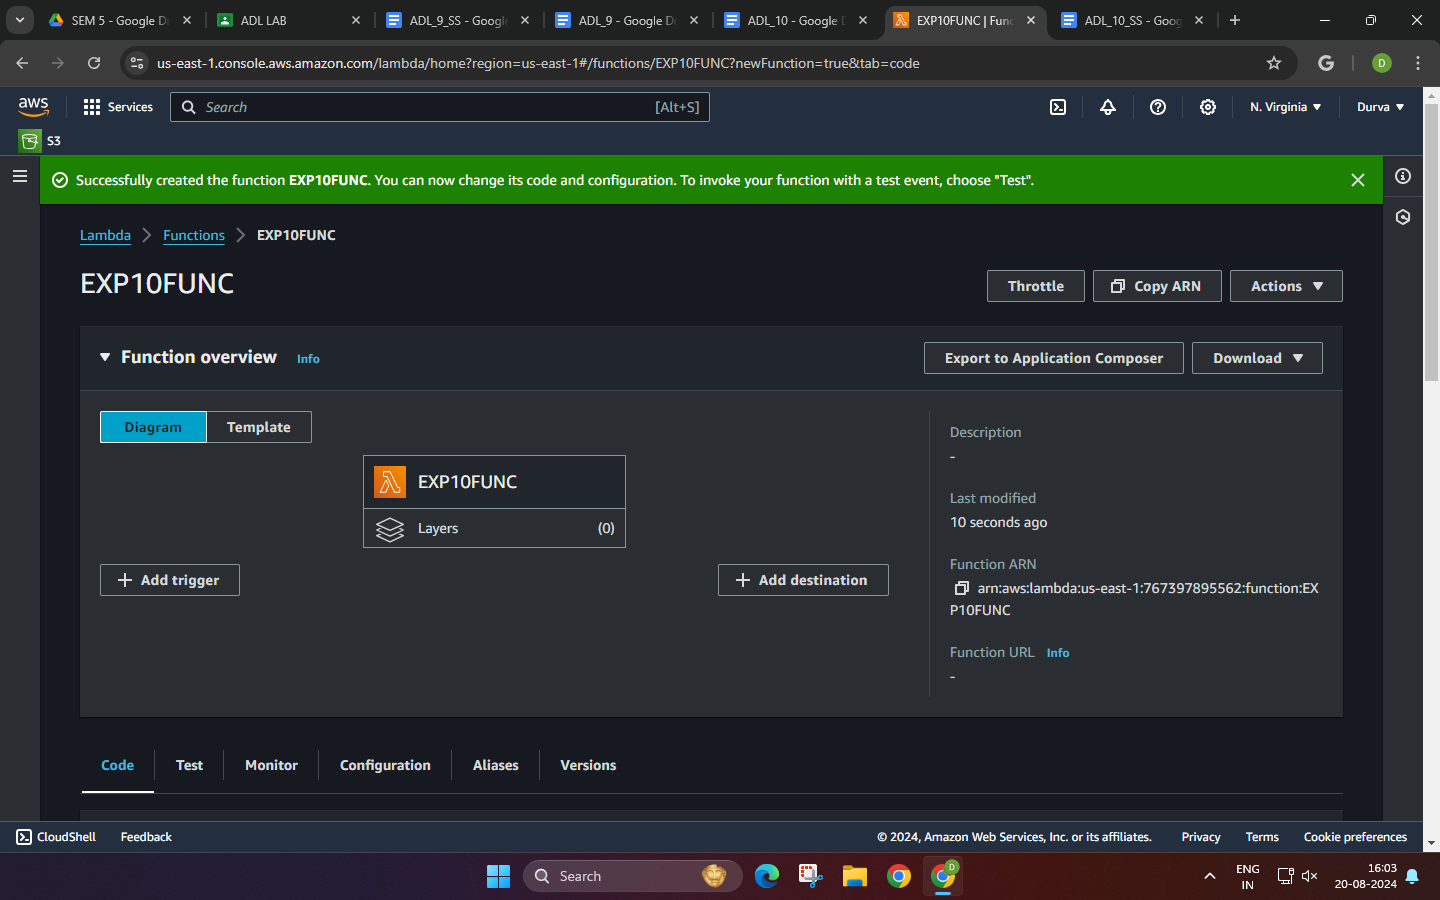 SEM 5 - Google D
ADL LAB
ADL_9_SS - Googl
ADL_9 - Google D
ADL_10 - Google D
EXP10FUNC | Func
ADL_10_SS - Goog
us-east-1.console.aws.amazon.com/lambda/home?region=us-east-1#/functions/EXP10FUNC?newFunction=true&tab=code
D
aws
Services
Search
[Alt+S]
N. Virginia
Durva
S3
Successfully created the function EXP10FUNC. You can now change its code and configuration. To invoke your function with a test event, choose "Test".
Lambda
Functions
EXP10FUNC
EXP10FUNC
Throttle
Copy ARN
Actions
Function overview
Info
Export to Application Composer
Download
Diagram
Template
EXP10FUNC
Layers
(0)
Add trigger
Add destination
Description
-
Last modified
10 seconds ago
Function ARN
arn:aws:lambda:us-east-1:767397895562:function:EX
P10FUNC
Function URL
Info
-
Code
Test
Monitor
Configuration
Aliases
Versions
CloudShell
Feedback
© 2024, Amazon Web Services, Inc. or its affiliates.
Privacy
Terms
Cookie preferences
Search
D
ENG
IN
16:03
20-08-2024